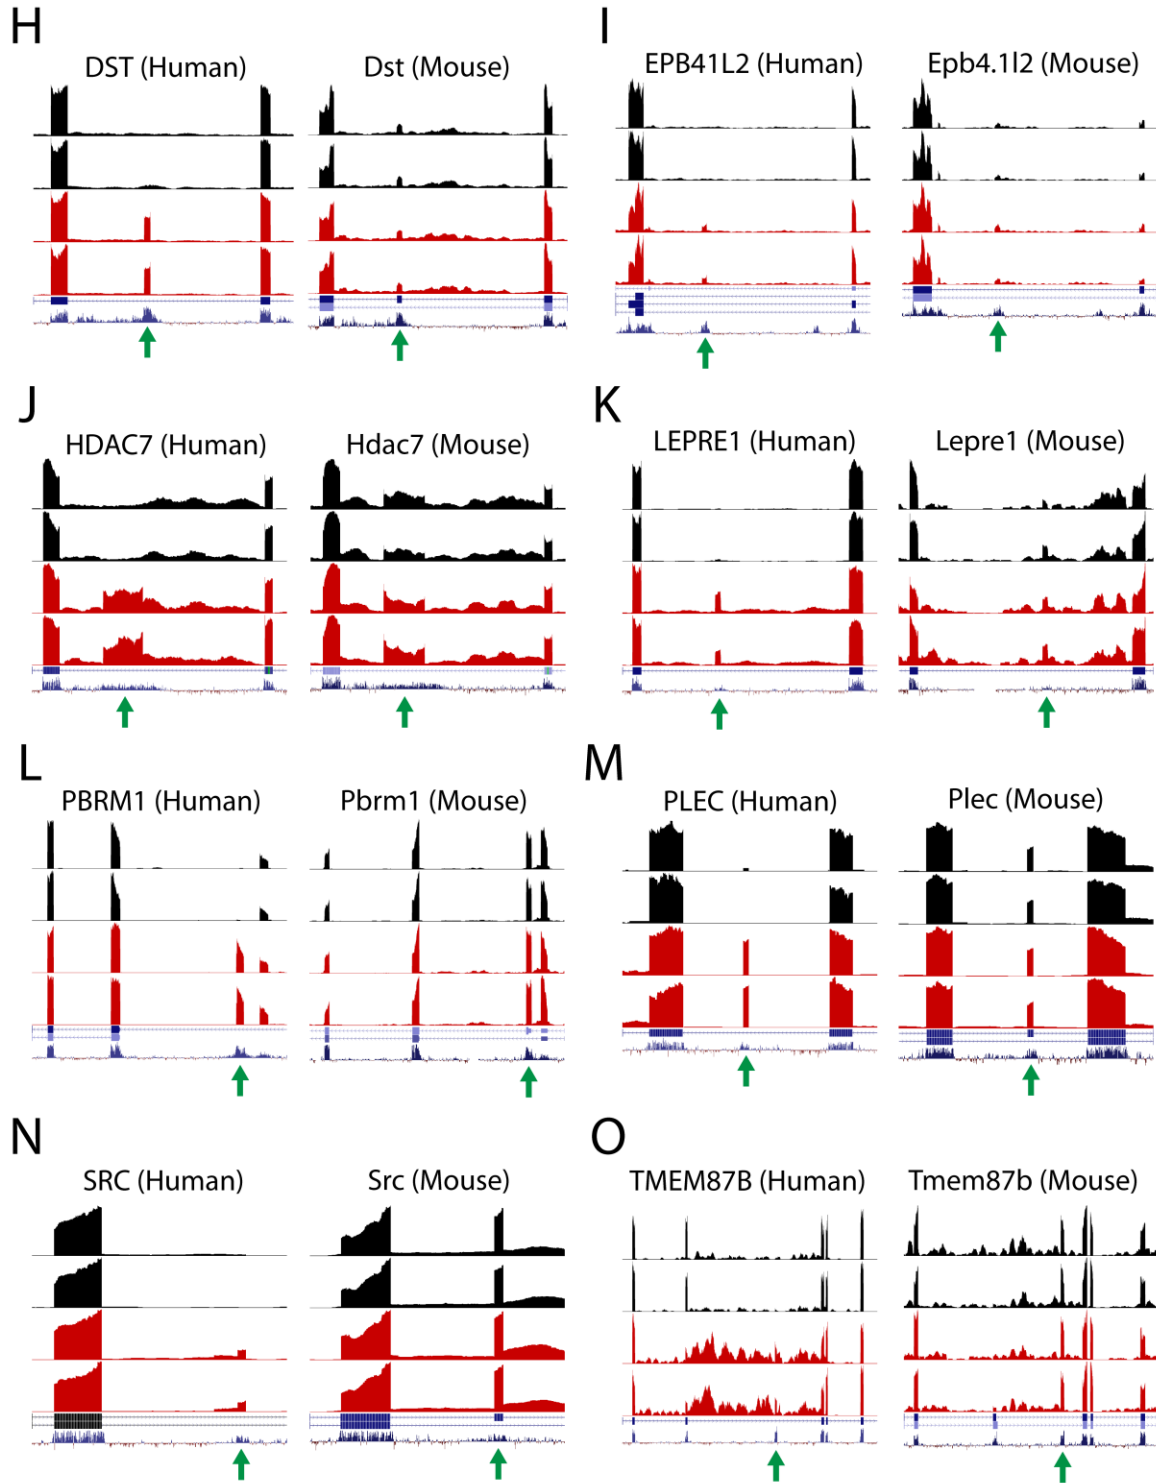 H
DST (Human)
Dst (Mouse)
I
EPB41L2 (Human)
Epb4.1l2 (Mouse)
J
HDAC7 (Human)
Hdac7 (Mouse)
K
LEPRE1 (Human)
Lepre1 (Mouse)
L
PBRM1 (Human)
Pbrm1 (Mouse)
M
PLEC (Human)
Plec (Mouse)
N
SRC (Human)
Src (Mouse)
O
TMEM87B (Human)
Tmem87b (Mouse)